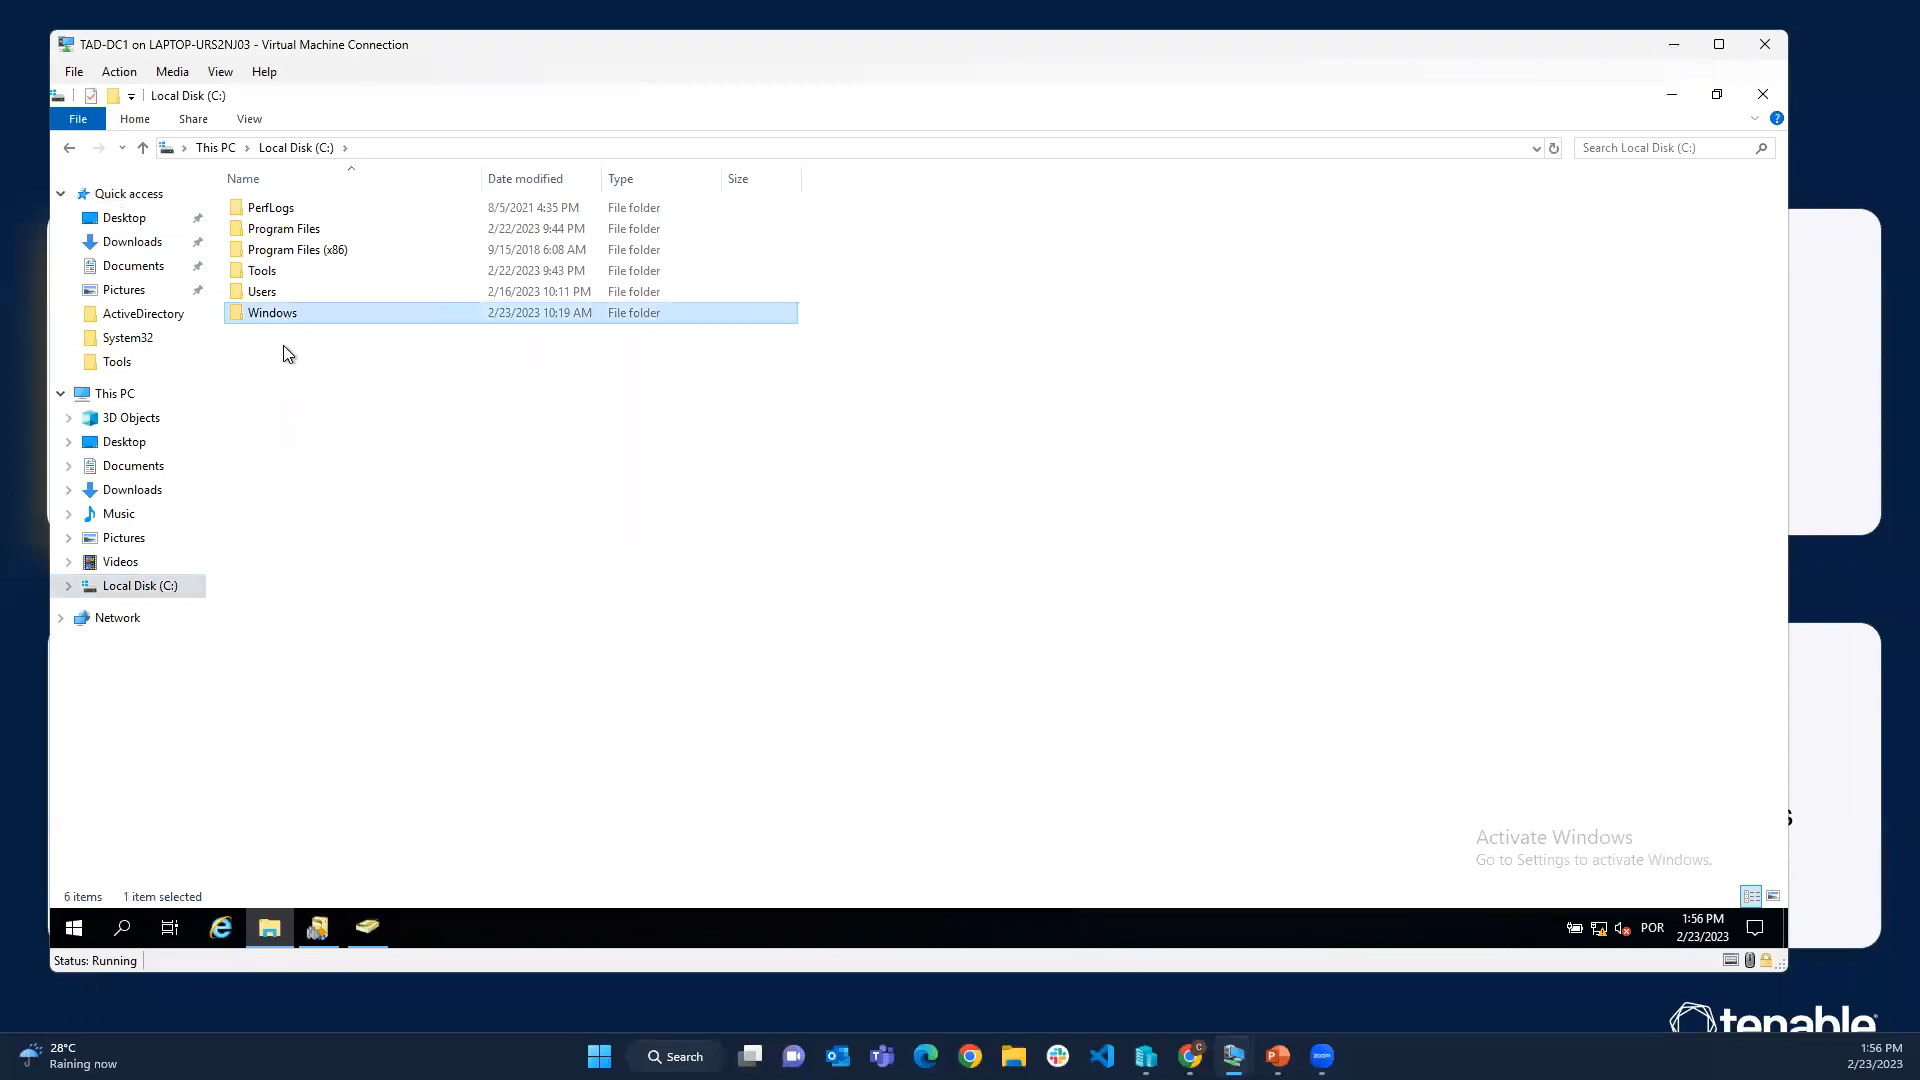 TAD-DC1 on LAPTOP-URS2NJ03 - Virtual Machine Connection
File Action Media View Help
Local Disk (C:)
File Home Share View
This PC Local Disk (C:) Search Local Disk (C:)
Name Date modified Type Size
PerfLogs 8/5/2021 4:35 PM File folder
Program Files 2/22/2023 9:44 PM File folder
Program Files (x86) 9/15/2018 6:08 AM File folder
Tools 2/22/2023 9:43 PM File folder
Users 2/16/2023 10:11 PM File folder
Windows 2/23/2023 10:19 AM File folder
Quick access
Desktop
Downloads
Documents
Pictures
ActiveDirectory
System32
Tools
This PC
3D Objects
Desktop
Documents
Downloads
Music
Pictures
Videos
Local Disk (C:)
Network
Activate Windows
Go to Settings to activate Windows.
6 items 1 item selected
POR
1:56 PM
2/23/2023
Status: Running
tenable
28°C
Raining now
Search
zoom
1:56 PM
2/23/2023